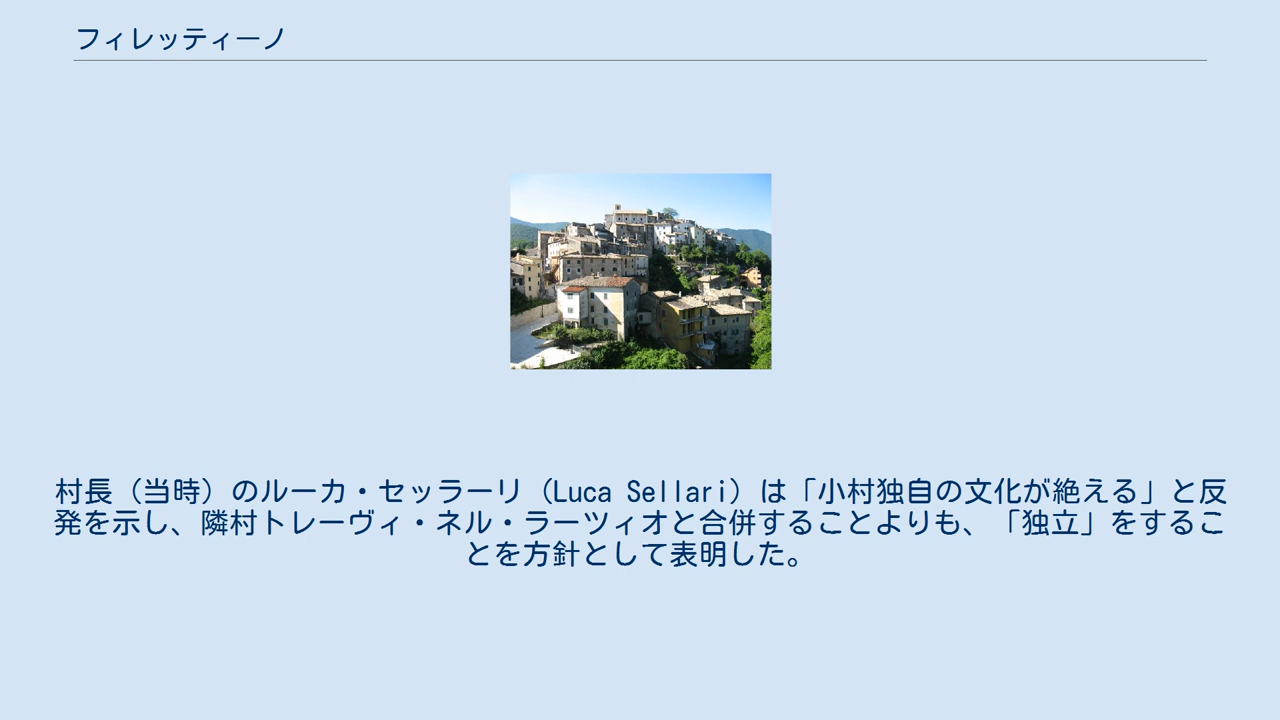 フィレッティーノ
村長（当時）のルーカ・セッラーリ（Luca Sellari）は「小村独自の文化が絶える」と反
発を示し、隣村トレーヴィ・ネル・ラーツィオと合併することよりも、「独立」をするこ
とを方針として表明した。